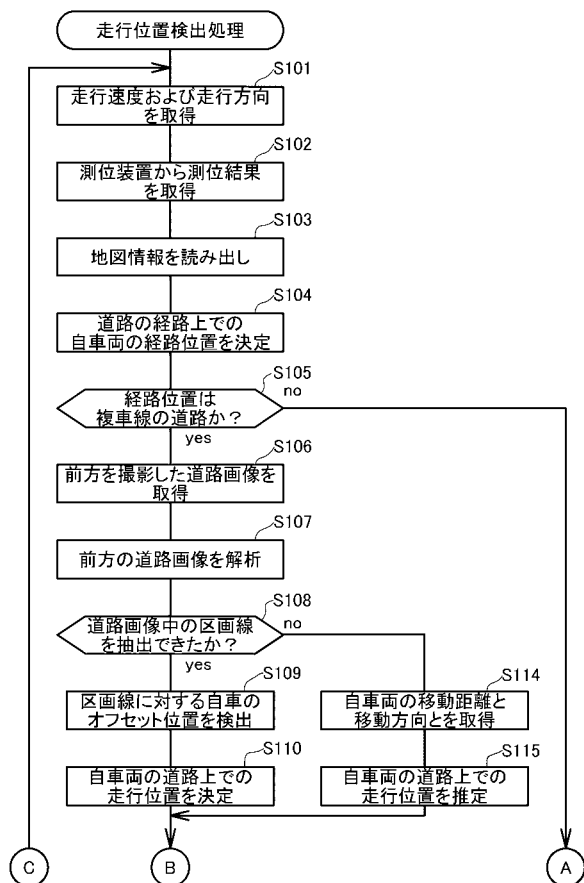 走行位置検出処理
S101
走行速度および走行方向
を取得
S102
測位装置から測位結果
を取得
S103
地図情報を読み出し
S104
道路の経路上での
自車両の経路位置を決定
S105
経路位置は
複車線の道路か？
no
yes
S106
前方を撮影した道路画像を
取得
S107
前方の道路画像を解析
S108
道路画像中の区画線
を抽出できたか？
no
yes
S109
区画線に対する自車の
オフセット位置を検出
S114
自車両の移動距離と
移動方向とを取得
S110
自車両の道路上での
走行位置を決定
S115
自車両の道路上での
走行位置を推定
C
B
A